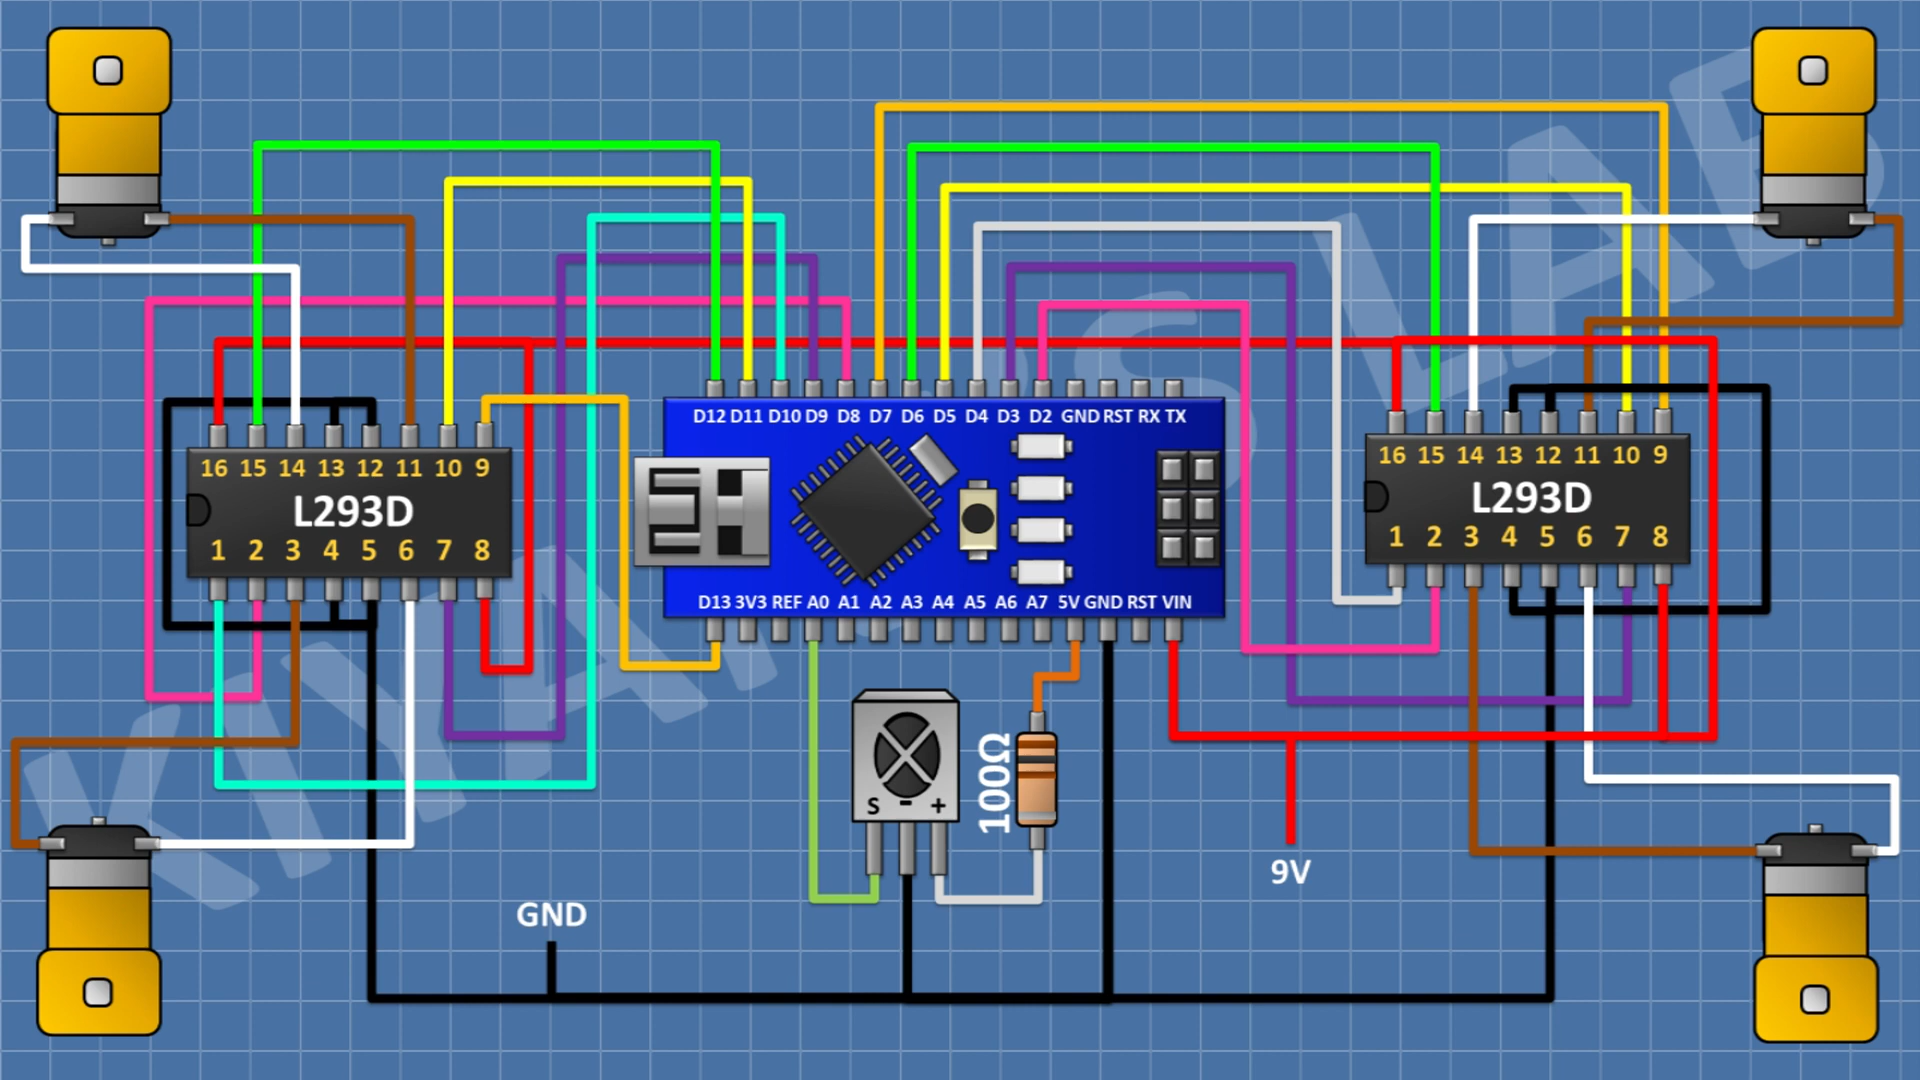 KIYANS LAB
D12 D11 D10 D9 D8 D7 D6 D5 D4 D3 D2 GND RST RX TX
16 15 14 13 12 11 10 9
L293D
1 2 3 4 5 6 7 8
16 15 14 13 12 11 10 9
L293D
1 2 3 4 5 6 7 8
D13 3V3 REF A0 A1 A2 A3 A4 A5 A6 A7 5V GND RST VIN
S - +
100Ω
9V
GND